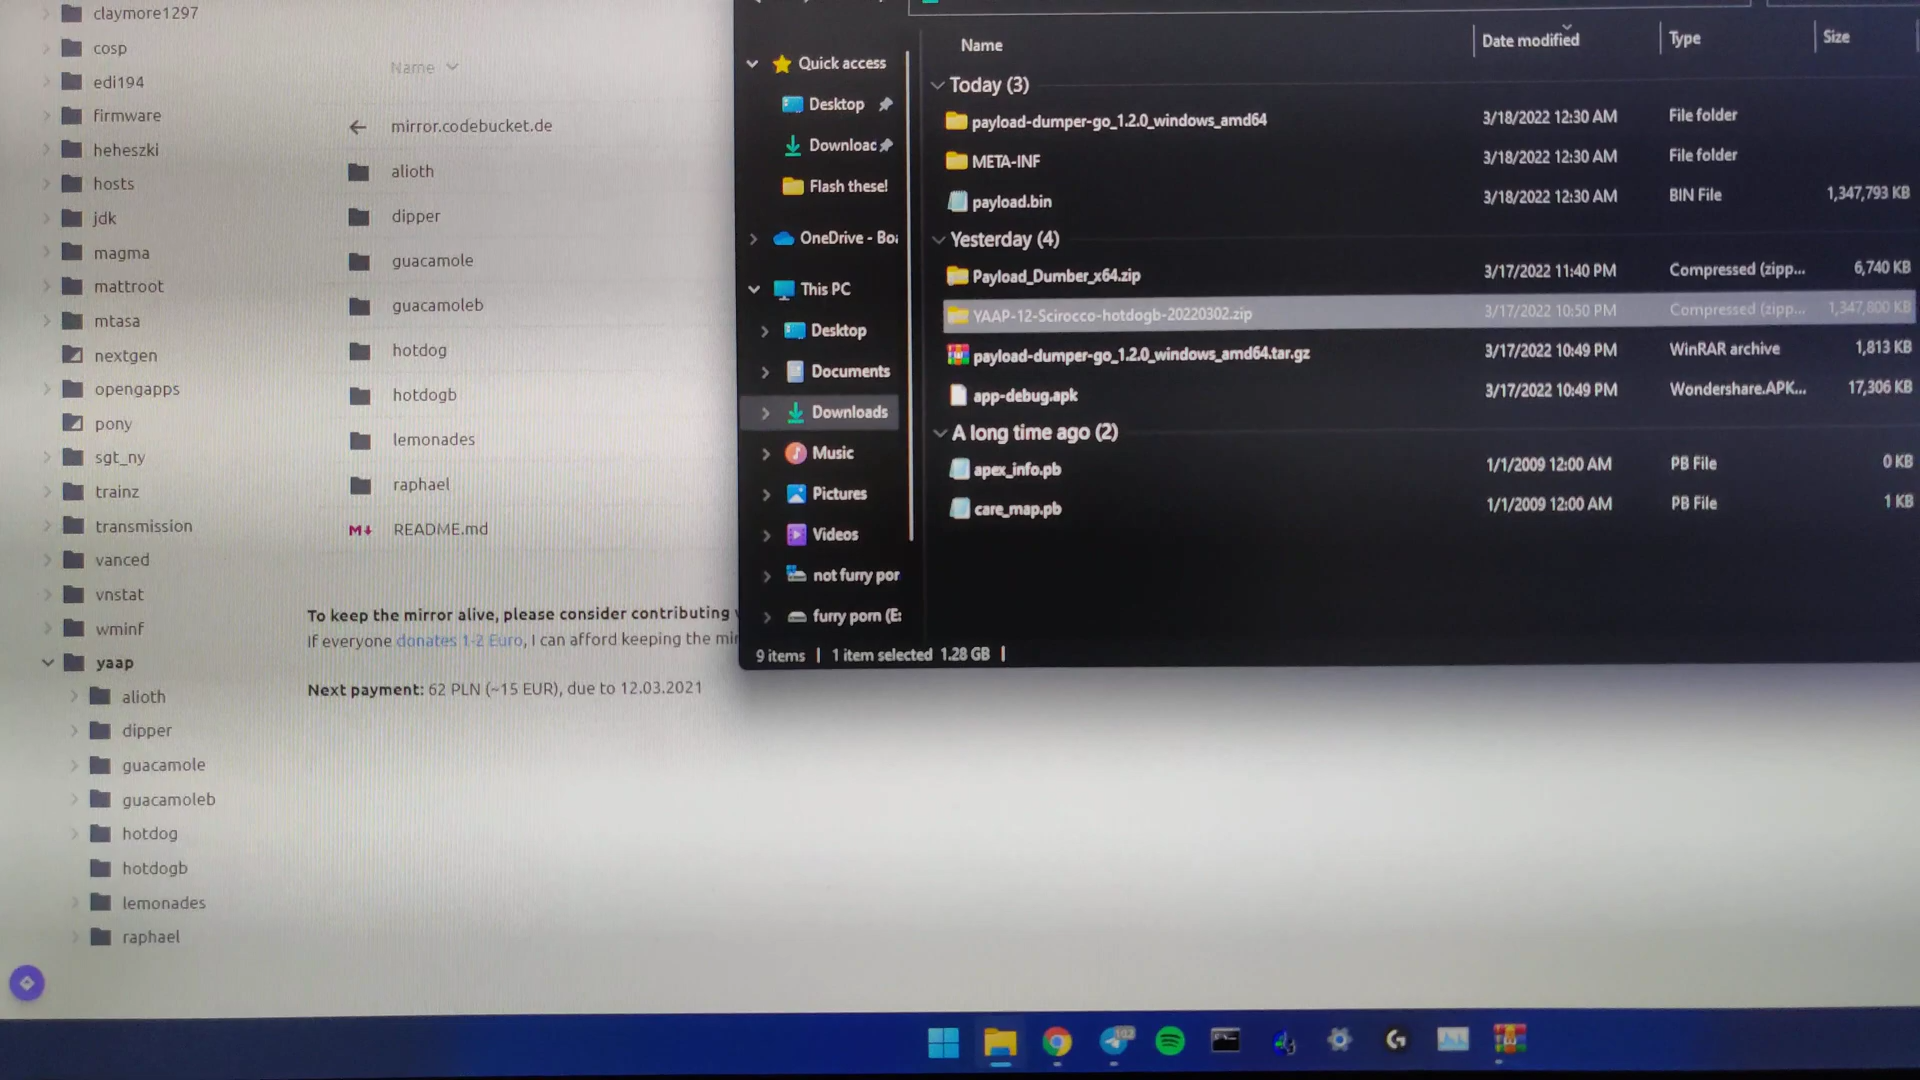 claymore1297
cosp
edi194
firmware
heheszki
hosts
jdk
magma
mattroot
mtasa
nextgen
opengapps
pony
sgt_ny
trainz
transmission
vanced
vnstat
wminf
yaap
alioth
dipper
guacamole
guacamoleb
hotdog
hotdogb
lemonades
raphael
Name
mirror.codebucket.de
alioth
dipper
guacamole
guacamoleb
hotdog
hotdogb
lemonades
raphael
M↓ README.md
To keep the mirror alive, please consider contributing
If everyone donates 1-2 Euro, I can afford keeping the
Next payment: 62 PLN (~15 EUR), due to 12.03.2021
Quick access
Desktop
Downloac
Flash these!
OneDrive - Boa
This PC
Desktop
Documents
Downloads
Music
Pictures
Videos
not furry por
furry porn (E:
Name Date modified Type Size
Today (3)
payload-dumper-go_1.2.0_windows_amd64 3/18/2022 12:30 AM File folder
META-INF 3/18/2022 12:30 AM File folder
payload.bin 3/18/2022 12:30 AM BIN File 1,347,793 KB
Yesterday (4)
Payload_Dumber_x64.zip 3/17/2022 11:40 PM Compressed (zipp... 6,740 KB
YAAP-12-Scirocco-hotdogb-20220302.zip 3/17/2022 10:50 PM Compressed (zipp... 1,347,800 KB
payload-dumper-go_1.2.0_windows_amd64.tar.gz 3/17/2022 10:49 PM WinRAR archive 1,813 KB
app-debug.apk 3/17/2022 10:49 PM Wondershare.APK... 17,306 KB
A long time ago (2)
apex_info.pb 1/1/2009 12:00 AM PB File 0 KB
care_map.pb 1/1/2009 12:00 AM PB File 1 KB
9 items | 1 item selected 1.28 GB |